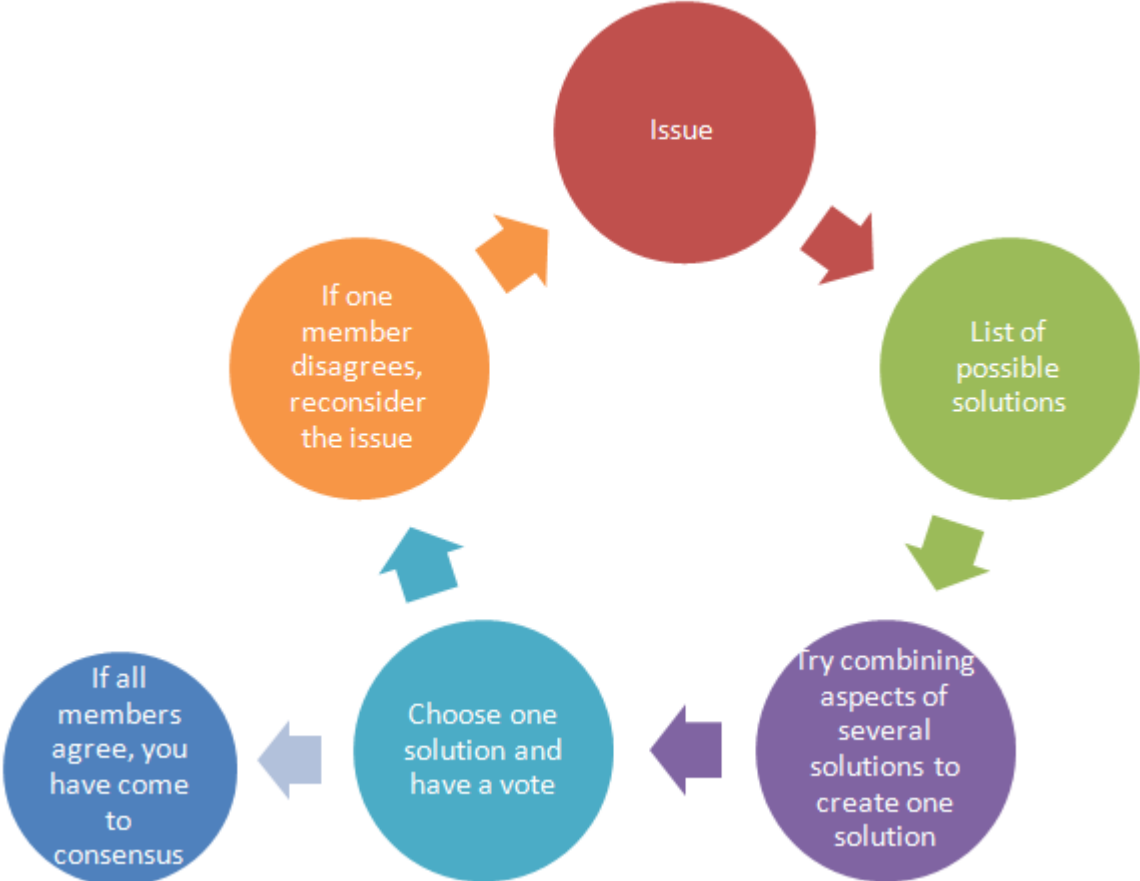 Issue
List of
possible
solutions
Try combining
aspects of
several
solutions to
create one
solution
Choose one
solution and
have a vote
If all
members
agree, you
have come
to
consensus
If one
member
disagrees,
reconsider
the issue